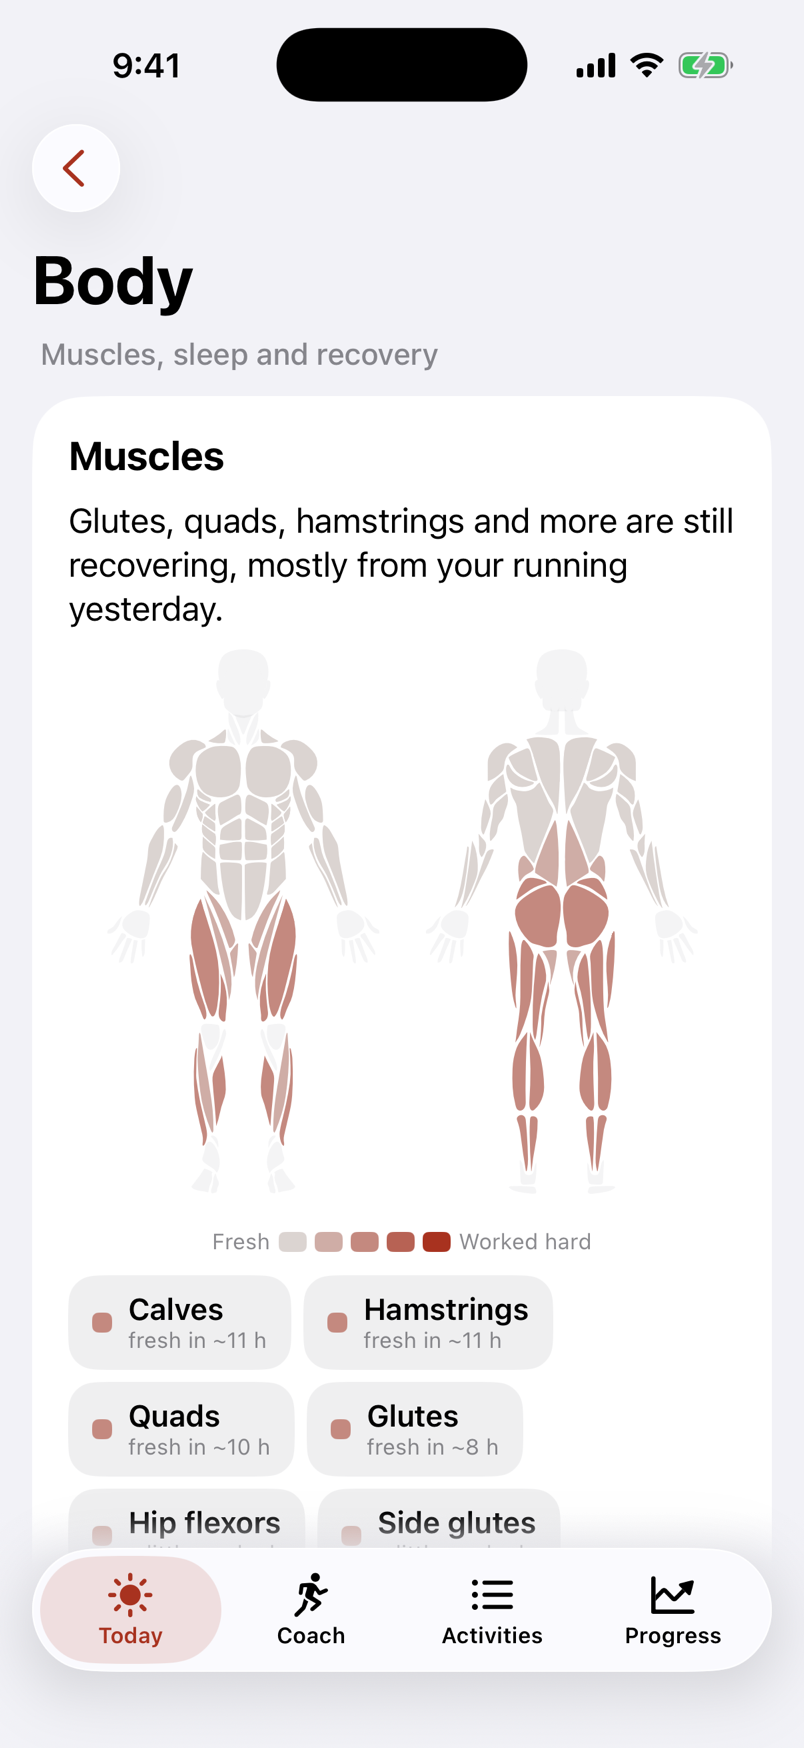 9:41
Body
Muscles, sleep and recovery
Muscles
Glutes, quads, hamstrings and more are still
recovering, mostly from your running
yesterday.
Fresh Worked hard
Calves Hamstrings
fresh in ~11 h fresh in ~11 h
Quads Glutes
fresh in ~10 h fresh in ~8 h
Hip flexors Side glutes
Today Coach Activities Progress